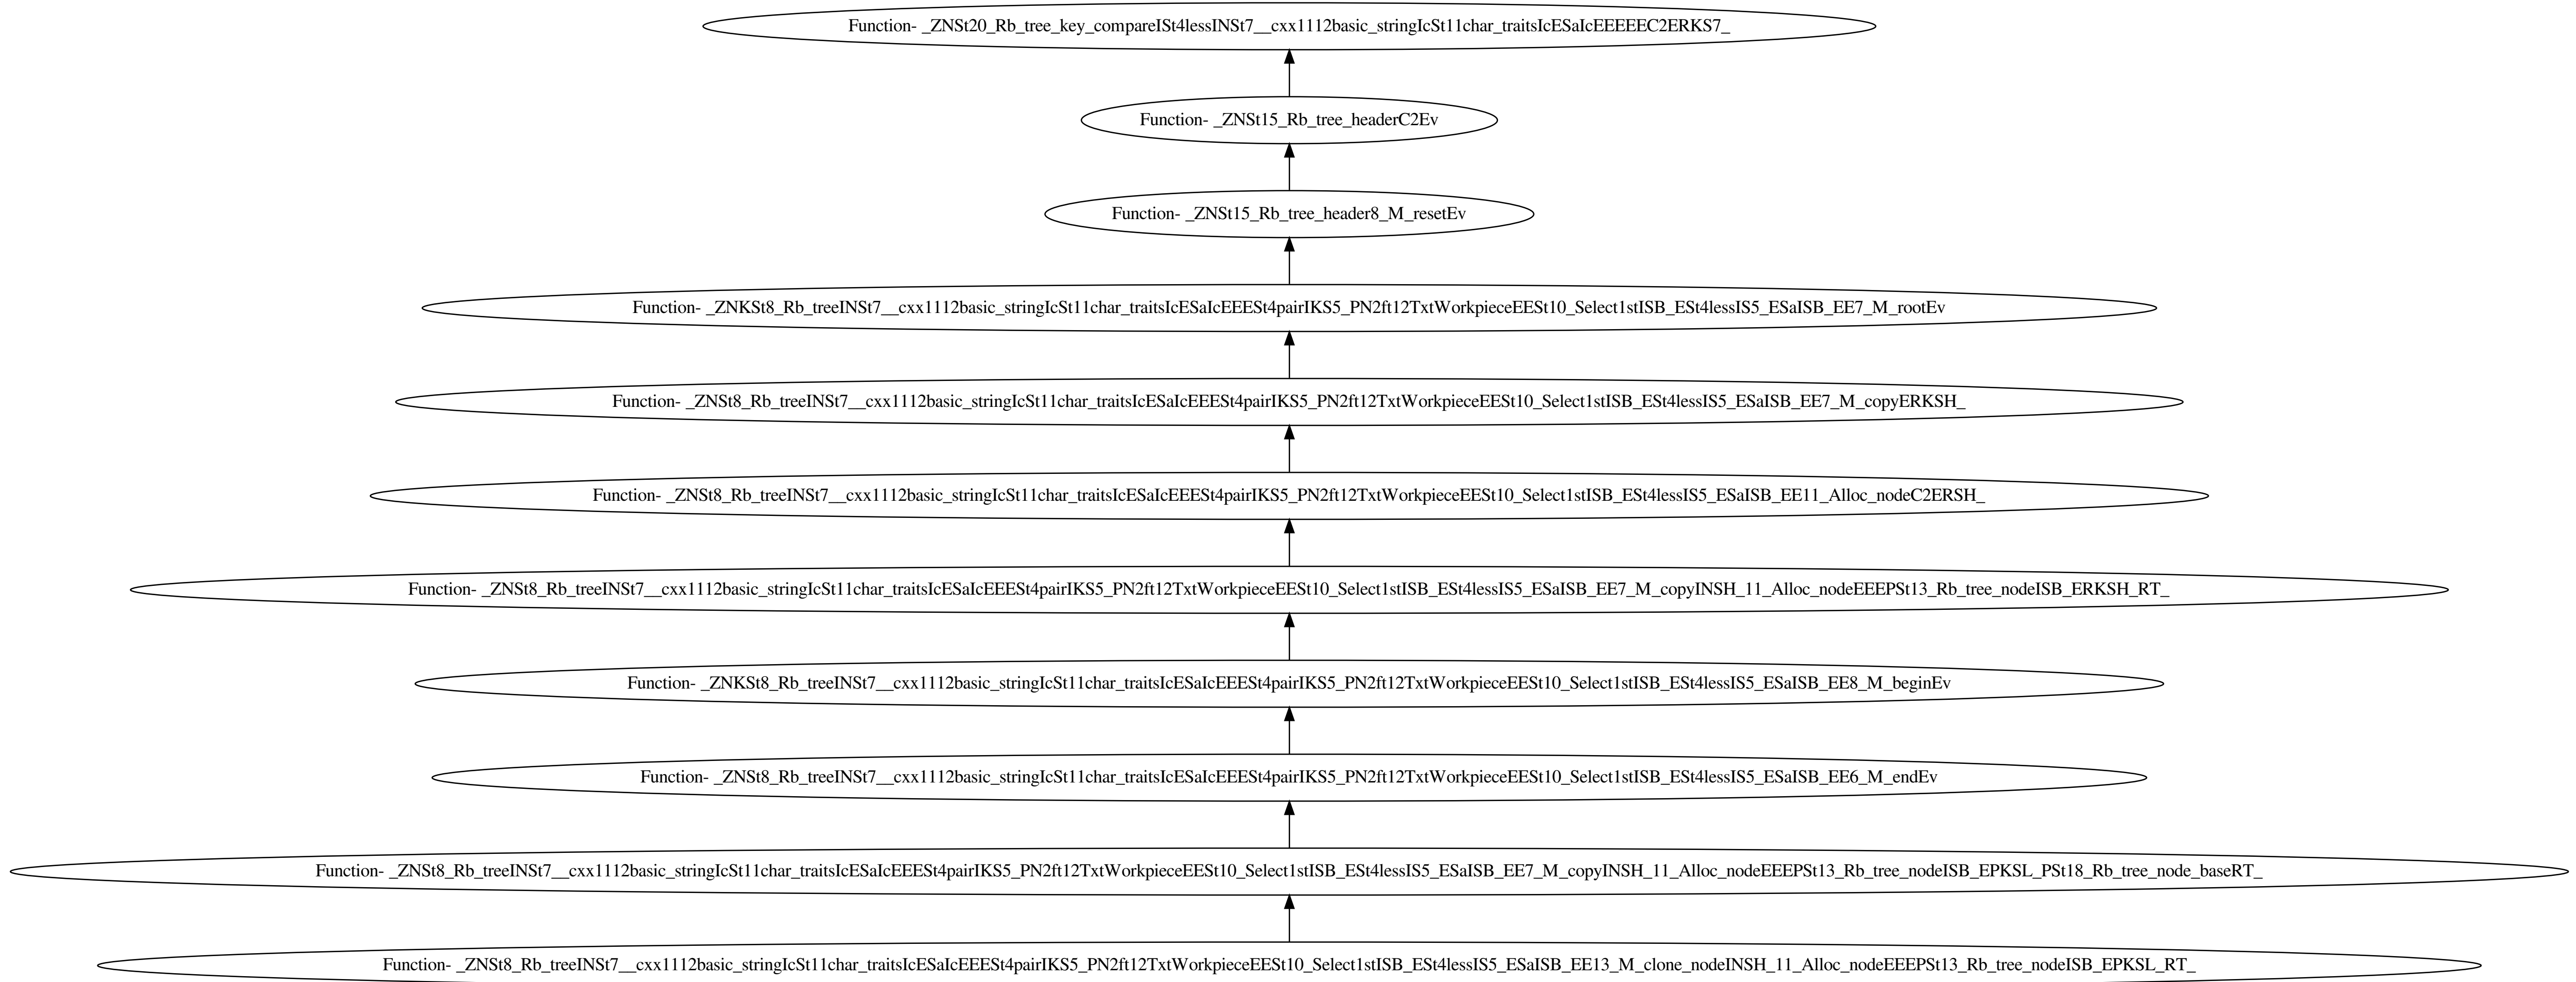 Function- _ZNSt20_Rb_tree_key_compareISt4lessINSt7__cxx1112basic_stringIcSt11char_traitsIcESaIcEEEEEC2ERKS7_
Function- _ZNSt15_Rb_tree_headerC2Ev
Function- _ZNSt15_Rb_tree_header8_M_resetEv
Function- _ZNKSt8_Rb_treeINSt7__cxx1112basic_stringIcSt11char_traitsIcESaIcEEESt4pairIKS5_PN2ft12TxtWorkpieceEESt10_Select1stISB_ESt4lessIS5_ESaISB_EE7_M_rootEv
Function- _ZNSt8_Rb_treeINSt7__cxx1112basic_stringIcSt11char_traitsIcESaIcEEESt4pairIKS5_PN2ft12TxtWorkpieceEESt10_Select1stISB_ESt4lessIS5_ESaISB_EE7_M_copyERKSH_
Function- _ZNSt8_Rb_treeINSt7__cxx1112basic_stringIcSt11char_traitsIcESaIcEEESt4pairIKS5_PN2ft12TxtWorkpieceEESt10_Select1stISB_ESt4lessIS5_ESaISB_EE11_Alloc_nodeC2ERSH_
Function- _ZNSt8_Rb_treeINSt7__cxx1112basic_stringIcSt11char_traitsIcESaIcEEESt4pairIKS5_PN2ft12TxtWorkpieceEESt10_Select1stISB_ESt4lessIS5_ESaISB_EE7_M_copyINSH_11_Alloc_nodeEEEPSt13_Rb_tree_nodeISB_ERKSH_RT_
Function- _ZNKSt8_Rb_treeINSt7__cxx1112basic_stringIcSt11char_traitsIcESaIcEEESt4pairIKS5_PN2ft12TxtWorkpieceEESt10_Select1stISB_ESt4lessIS5_ESaISB_EE8_M_beginEv
Function- _ZNSt8_Rb_treeINSt7__cxx1112basic_stringIcSt11char_traitsIcESaIcEEESt4pairIKS5_PN2ft12TxtWorkpieceEESt10_Select1stISB_ESt4lessIS5_ESaISB_EE6_M_endEv
Function- _ZNSt8_Rb_treeINSt7__cxx1112basic_stringIcSt11char_traitsIcESaIcEEESt4pairIKS5_PN2ft12TxtWorkpieceEESt10_Select1stISB_ESt4lessIS5_ESaISB_EE7_M_copyINSH_11_Alloc_nodeEEEPSt13_Rb_tree_nodeISB_EPKSL_PSt18_Rb_tree_node_baseRT_
Function- _ZNSt8_Rb_treeINSt7__cxx1112basic_stringIcSt11char_traitsIcESaIcEEESt4pairIKS5_PN2ft12TxtWorkpieceEESt10_Select1stISB_ESt4lessIS5_ESaISB_EE13_M_clone_nodeINSH_11_Alloc_nodeEEEPSt13_Rb_tree_nodeISB_EPKSL_RT_